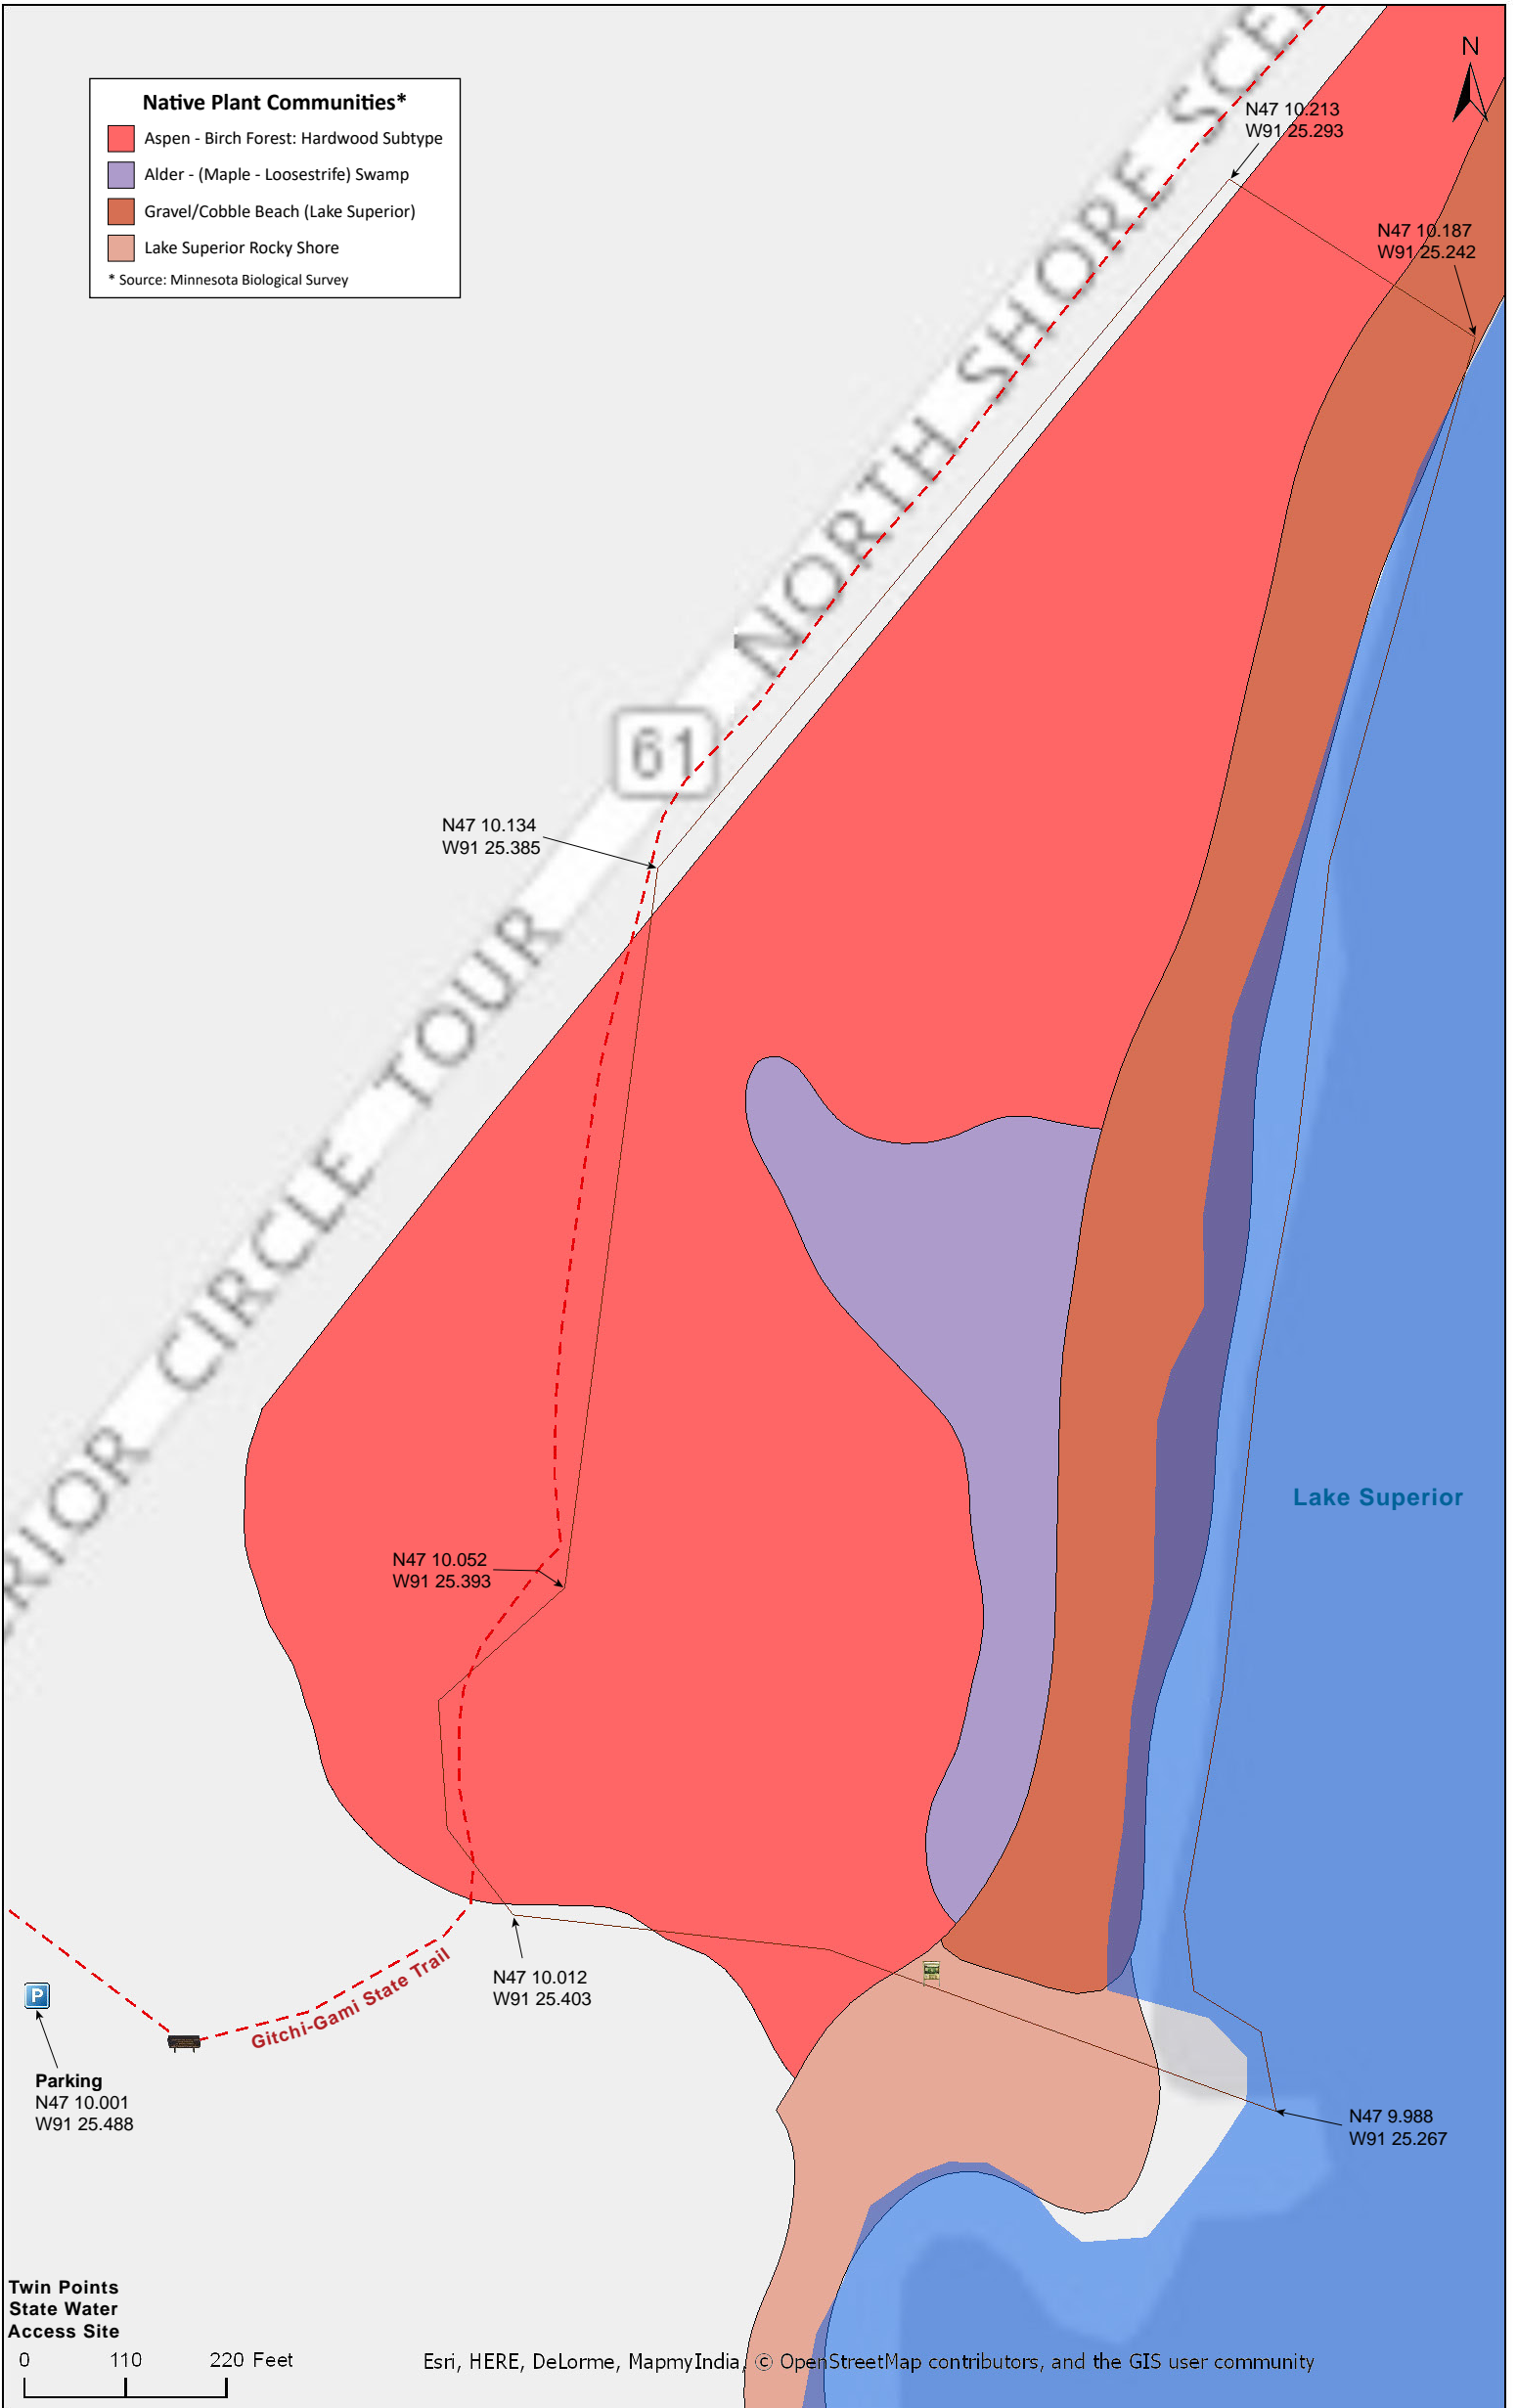 N
N47 10.213
W91 25.293
Native Plant Communities*
Aspen - Birch Forest: Hardwood Subtype
Alder - (Maple - Loosestrife) Swamp
Gravel/Cobble Beach (Lake Superior)
Lake Superior Rocky Shore
* Source: Minnesota Biological Survey
N47 10.187
W91 25.242
RIOR CIRCLE TOUR
61
NORTH SHORE SCE
N47 10.134
W91 25.385
Lake Superior
N47 10.052
W91 25.393
N47 10.012
W91 25.403
Gitchi-Gami State Trail
P
Parking
N47 10.001
W91 25.488
N47 9.988
W91 25.267
Twin Points
State Water
Access Site
0 110 220 Feet
Esri, HERE, DeLorme, MapmyIndia, © OpenStreetMap contributors, and the GIS user community